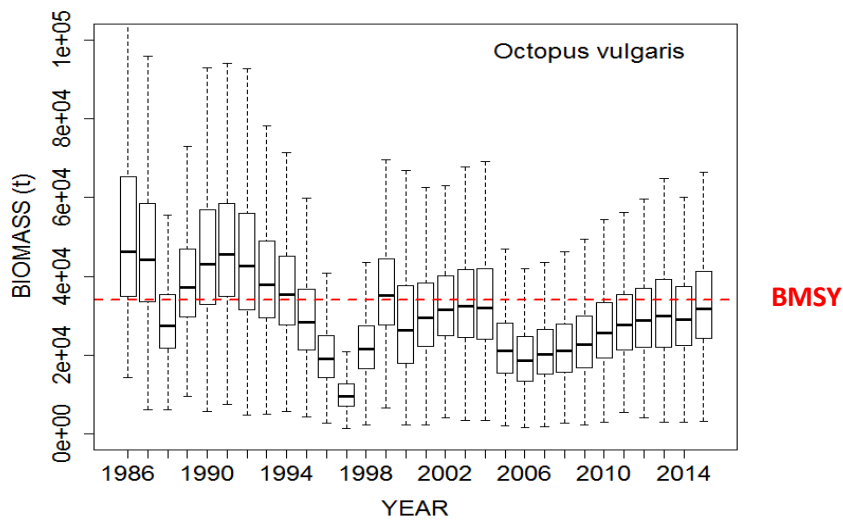 Octopus vulgaris
BIOMASS (t)
1e+05
8e+04
6e+04
4e+04
2e+04
0e+00
BMSY
1986 1990 1994 1998 2002 2006 2010 2014
YEAR